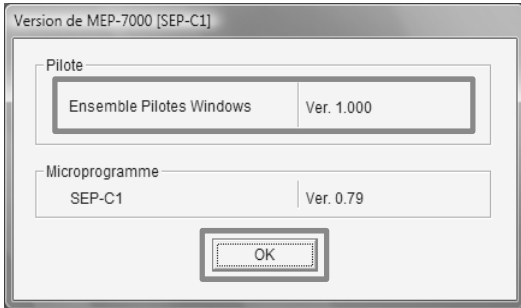 Version de MEP-7000 [SEP-C1]
Pilote
Ensemble Pilotes Windows Ver. 1.000
Microprogramme
SEP-C1 Ver. 0.79
OK